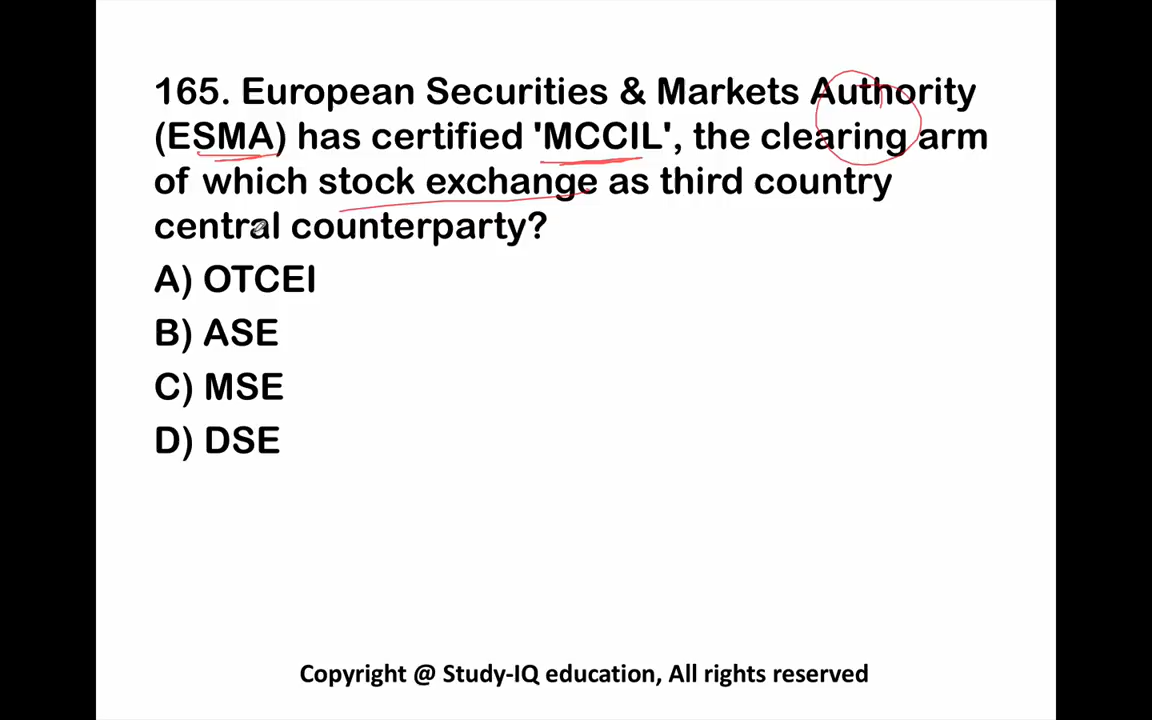 165. European Securities & Markets Authority
(ESMA) has certified 'MCCIL', the clearing arm
of which stock exchange as third country
central counterparty?
A) OTCEI
B) ASE
C) MSE
D) DSE
Copyright @ Study-IQ education, All rights reserved